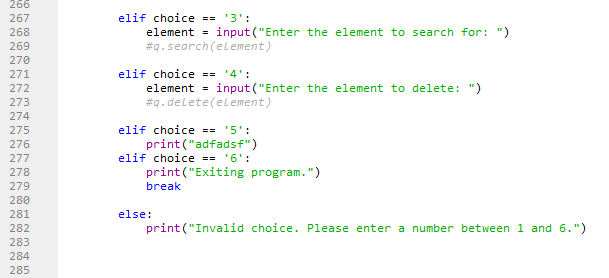 266
267 elif choice == '3':
268 element = input("Enter the element to search for: ")
269 #q.search(element)
270
271 elif choice == '4':
272 element = input("Enter the element to delete: ")
273 #q.delete(element)
274
275 elif choice == '5':
276 print("adfadsf")
277 elif choice == '6':
278 print("Exiting program.")
279 break
280
281 else:
282 print("Invalid choice. Please enter a number between 1 and 6.")
283
284
285